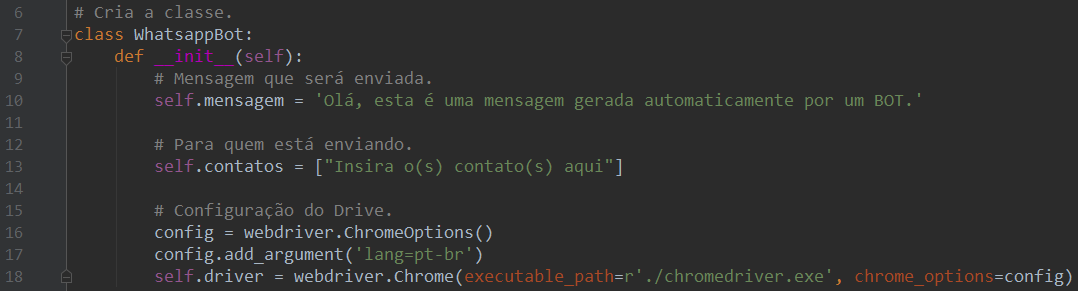 6 # Cria a classe.
7 class WhatsappBot:
8 def __init__(self):
9 # Mensagem que será enviada.
10 self.mensagem = 'Olá, esta é uma mensagem gerada automaticamente por um BOT.'
11
12 # Para quem está enviando.
13 self.contatos = ["Insira o(s) contato(s) aqui"]
14
15 # Configuração do Drive.
16 config = webdriver.ChromeOptions()
17 config.add_argument('lang=pt-br')
18 self.driver = webdriver.Chrome(executable_path=r'./chromedriver.exe', chrome_options=config)